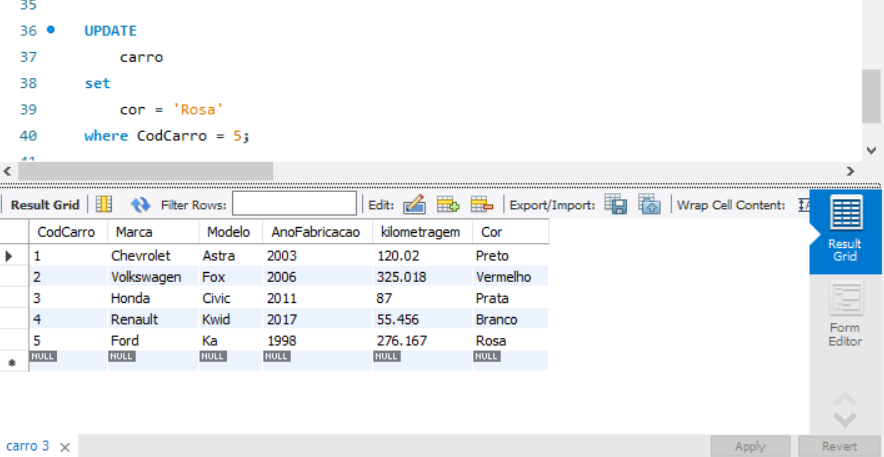 35
36 UPDATE
37 carro
38 set
39 cor = 'Rosa'
40 where CodCarro = 5;
41
Result Grid Filter Rows: Edit: Export/Import: Wrap Cell Content:
CodCarro Marca Modelo AnoFabricacao kilometragem Cor
1 Chevrolet Astra 2003 120.02 Preto
2 Volkswagen Fox 2006 325.018 Vermelho
3 Honda Civic 2011 87 Prata
4 Renault Kwid 2017 55.456 Branco
5 Ford Ka 1998 276.167 Rosa
NULL NULL NULL NULL NULL NULL
Result
Grid
Form
Editor
carro 3 Apply Revert